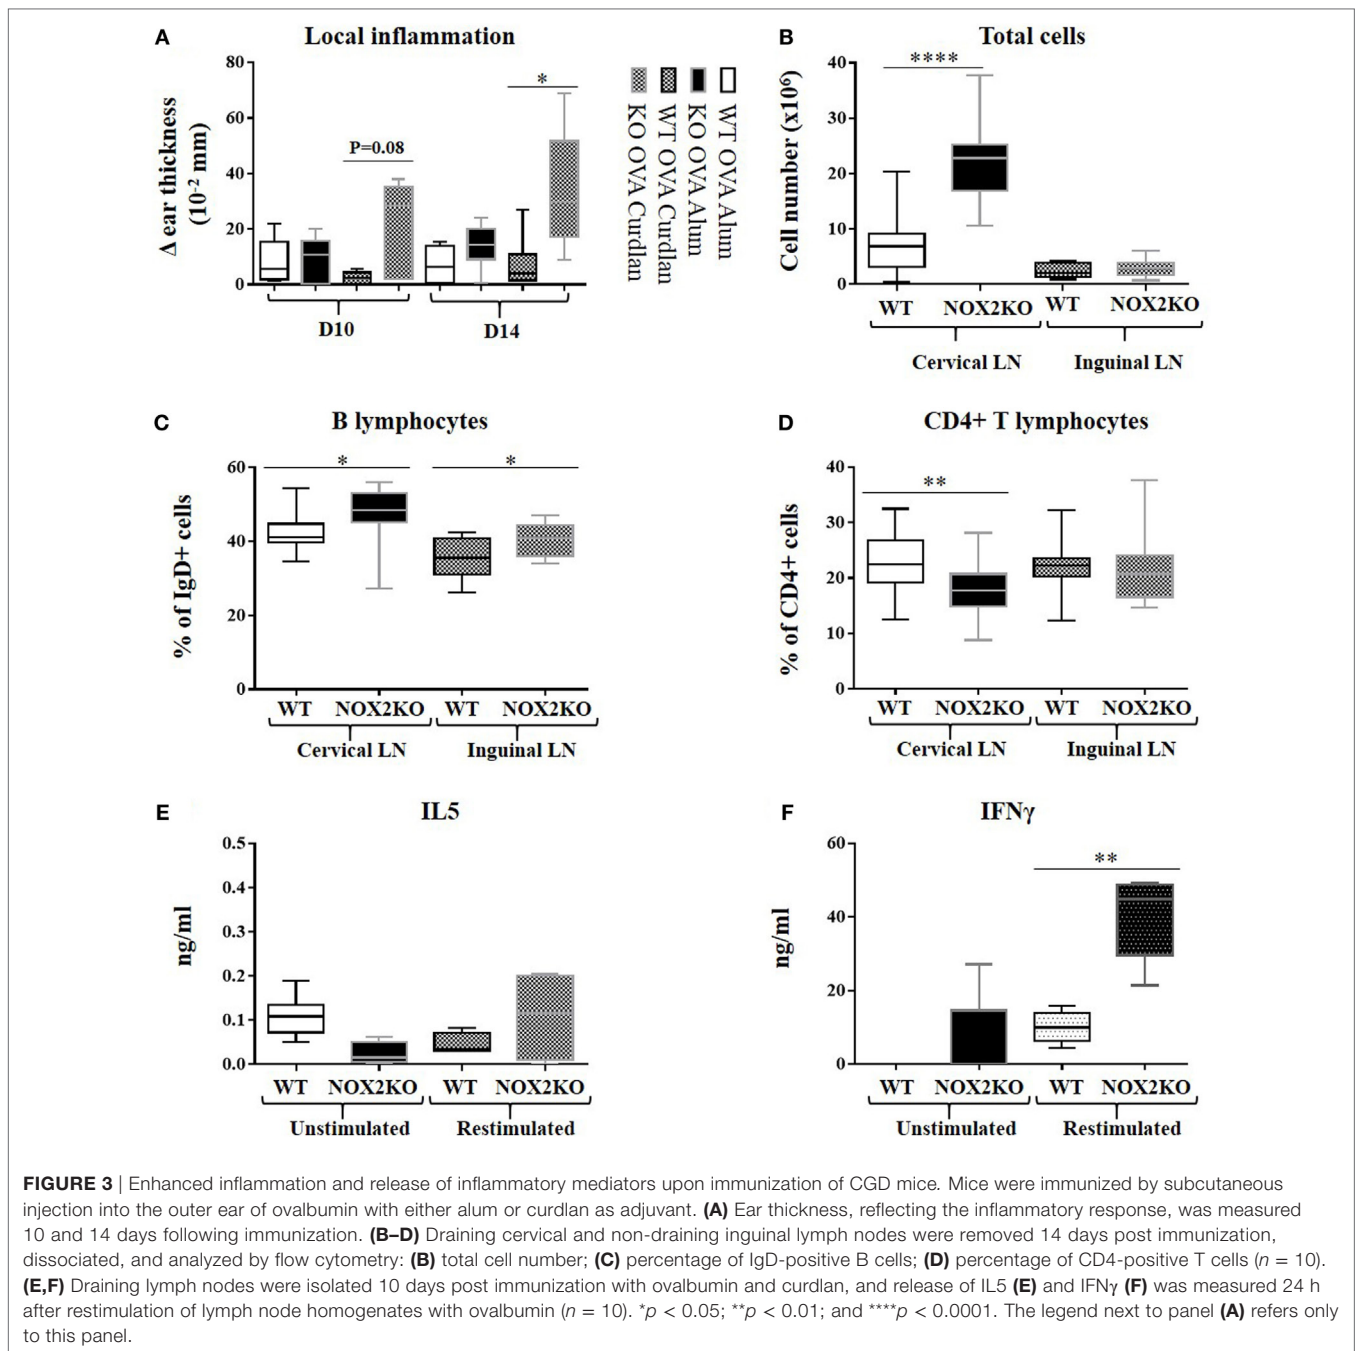 A
Local inflammation
Δ ear thickness
(10⁻² mm)
80
60
40
20
0
P=0.08
*
D10
D14
KO OVA Curdlan
WT OVA Curdlan
KO OVA Alum
WT OVA Alum
B
Total cells
Cell number (x10⁶)
40
30
20
10
0
****
WT
NOX2KO
WT
NOX2KO
Cervical LN
Inguinal LN
C
B lymphocytes
% of IgD+ cells
60
40
20
0
*
*
WT
NOX2KO
WT
NOX2KO
Cervical LN
Inguinal LN
D
CD4+ T lymphocytes
% of CD4+ cells
40
30
20
10
0
**
WT
NOX2KO
WT
NOX2KO
Cervical LN
Inguinal LN
E
IL5
ng/ml
0.5
0.4
0.3
0.2
0.1
0.0
WT
NOX2KO
WT
NOX2KO
Unstimulated
Restimulated
F
IFNγ
ng/ml
60
40
20
0
**
WT
NOX2KO
WT
NOX2KO
Unstimulated
Restimulated
FIGURE 3 | Enhanced inflammation and release of inflammatory mediators upon immunization of CGD mice. Mice were immunized by subcutaneous
injection into the outer ear of ovalbumin with either alum or curdlan as adjuvant. (A) Ear thickness, reflecting the inflammatory response, was measured
10 and 14 days following immunization. (B–D) Draining cervical and non-draining inguinal lymph nodes were removed 14 days post immunization,
dissociated, and analyzed by flow cytometry: (B) total cell number; (C) percentage of IgD-positive B cells; (D) percentage of CD4-positive T cells (n = 10).
(E,F) Draining lymph nodes were isolated 10 days post immunization with ovalbumin and curdlan, and release of IL5 (E) and IFNγ (F) was measured 24 h
after restimulation of lymph node homogenates with ovalbumin (n = 10). *p < 0.05; **p < 0.01; and ****p < 0.0001. The legend next to panel (A) refers only
to this panel.